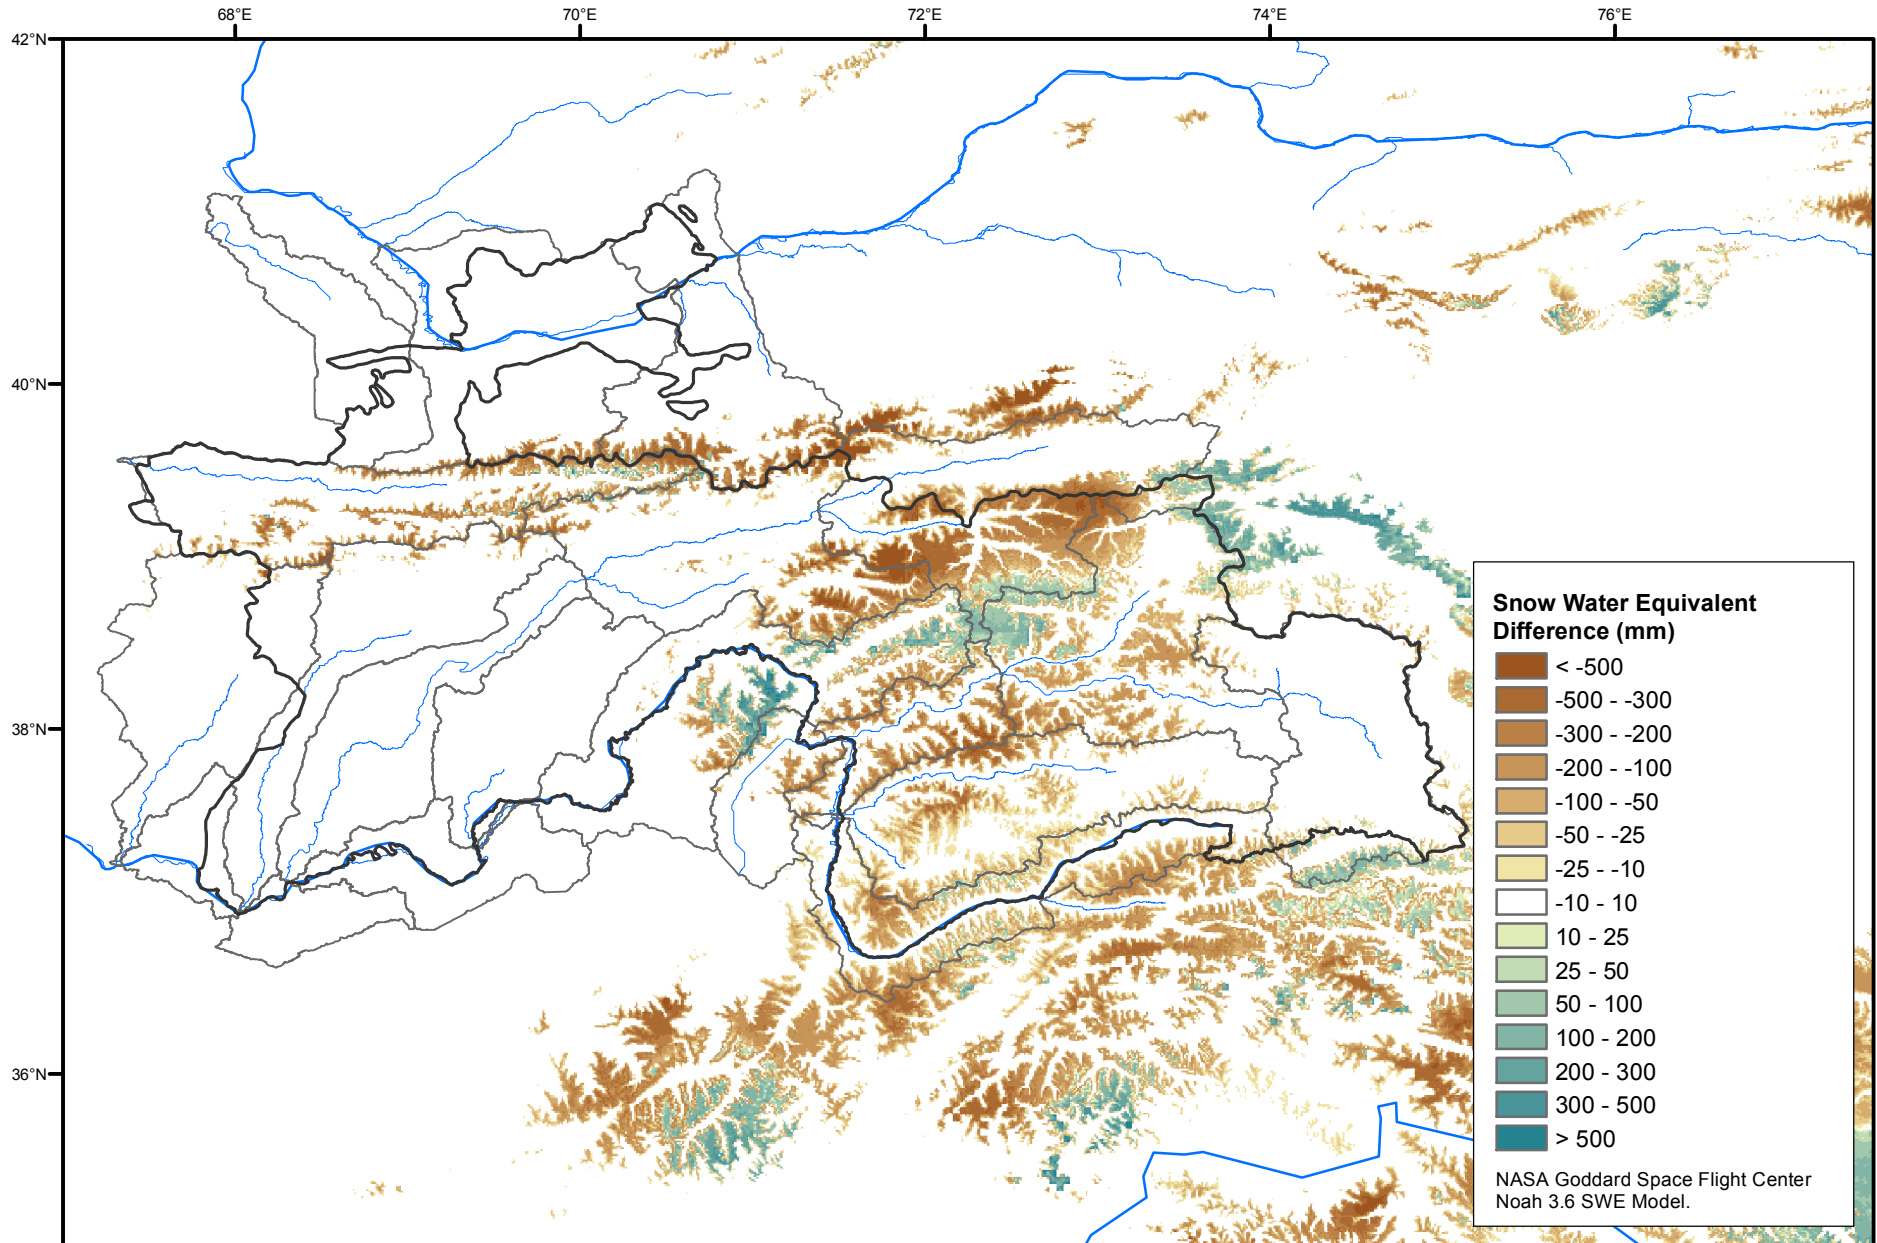 68°E
70°E
72°E
74°E
76°E
42°N
40°N
38°N
36°N
Snow Water Equivalent
Difference (mm)
< -500
-500 - -300
-300 - -200
-200 - -100
-100 - -50
-50 - -25
-25 - -10
-10 - 10
10 - 25
25 - 50
50 - 100
100 - 200
200 - 300
300 - 500
> 500
NASA Goddard Space Flight Center
Noah 3.6 SWE Model.